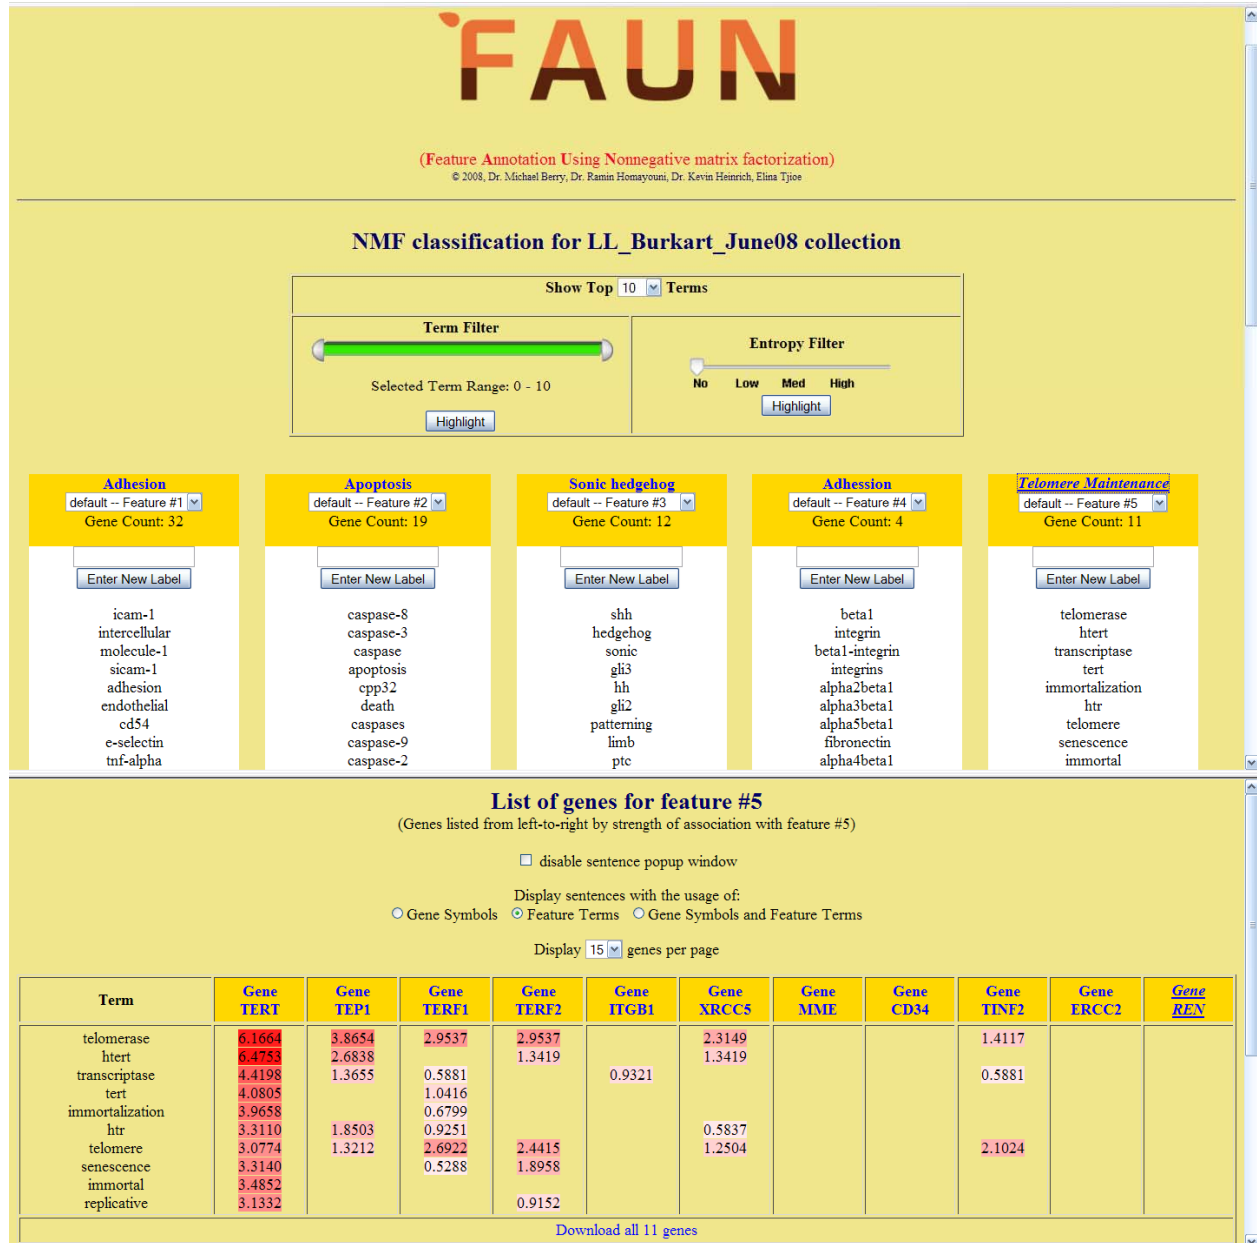 FAUN
(Feature Annotation Using Nonnegative matrix factorization)
© 2008, Dr. Michael Berry, Dr. Ramin Homayouni, Dr. Kevin Heinrich, Elina Tjioe
NMF classification for LL_Burkart_June08 collection
Show Top 10 Terms
Term Filter
Selected Term Range: 0 - 10
Highlight
Entropy Filter
No Low Med High
Highlight
Adhesion
default -- Feature #1
Gene Count: 32
Enter New Label
icam-1
intercellular
molecule-1
sicam-1
adhesion
endothelial
cd54
e-selectin
tnf-alpha
Apoptosis
default -- Feature #2
Gene Count: 19
Enter New Label
caspase-8
caspase-3
caspase
apoptosis
cpp32
death
caspases
caspase-9
caspase-2
Sonic hedgehog
default -- Feature #3
Gene Count: 12
Enter New Label
shh
hedgehog
sonic
gli3
hh
gli2
patterning
limb
ptc
Adhession
default -- Feature #4
Gene Count: 4
Enter New Label
beta1
integrin
beta1-integrin
integrins
alpha2beta1
alpha3beta1
alpha5beta1
fibronectin
alpha4beta1
Telomere Maintenance
default -- Feature #5
Gene Count: 11
Enter New Label
telomerase
htert
transcriptase
tert
immortalization
htr
telomere
senescence
immortal
List of genes for feature #5
(Genes listed from left-to-right by strength of association with feature #5)
disable sentence popup window
Display sentences with the usage of:
Gene Symbols Feature Terms Gene Symbols and Feature Terms
Display 15 genes per page
Term Gene TERT Gene TEP1 Gene TERF1 Gene TERF2 Gene ITGB1 Gene XRCC5 Gene MME Gene CD34 Gene TINF2 Gene ERCC2 Gene REN
telomerase 6.1664 3.8654 2.9537 2.9537 2.3149 1.4117
htert 6.4753 2.6838 1.3419 1.3419
transcriptase 4.4198 1.3655 0.5881 0.9321 0.5881
tert 4.0805 1.0416
immortalization 3.9658 0.6799
htr 3.3110 1.8503 0.9251 0.5837
telomere 3.0774 1.3212 2.6922 2.4415 1.2504 2.1024
senescence 3.3140 0.5288 1.8958
immortal 3.4852
replicative 3.1332 0.9152
Download all 11 genes